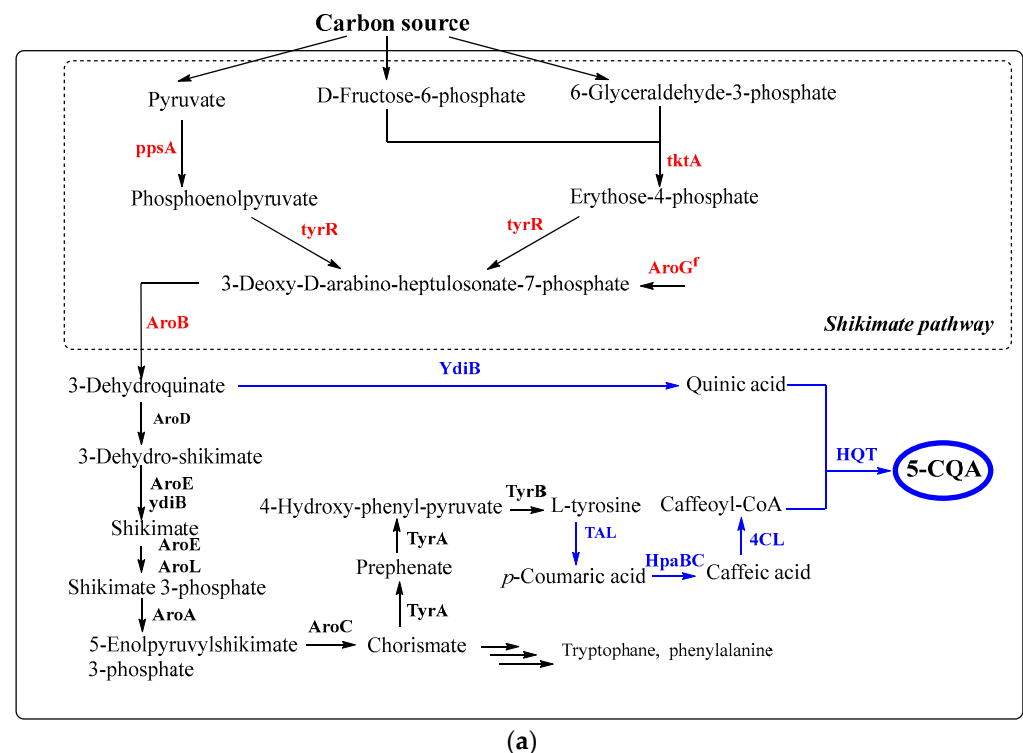 Carbon source
Pyruvate
D-Fructose-6-phosphate
6-Glyceraldehyde-3-phosphate
ppsA
tktA
Phosphoenolpyruvate
Erythose-4-phosphate
tyrR
tyrR
3-Deoxy-D-arabino-heptulosonate-7-phosphate
AroGᶠ
AroB
Shikimate pathway
3-Dehydroquinate
YdiB
Quinic acid
AroD
3-Dehydro-shikimate
HQT
5-CQA
AroE
ydiB
4-Hydroxy-phenyl-pyruvate
TyrB
L-tyrosine
Caffeoyl-CoA
Shikimate
AroE
AroL
TyrA
TAL
4CL
Prephenate
p-Coumaric acid
HpaBC
Caffeic acid
Shikimate 3-phosphate
AroA
TyrA
5-Enolpyruvylshikimate
3-phosphate
AroC
Chorismate
Tryptophane, phenylalanine
(a)